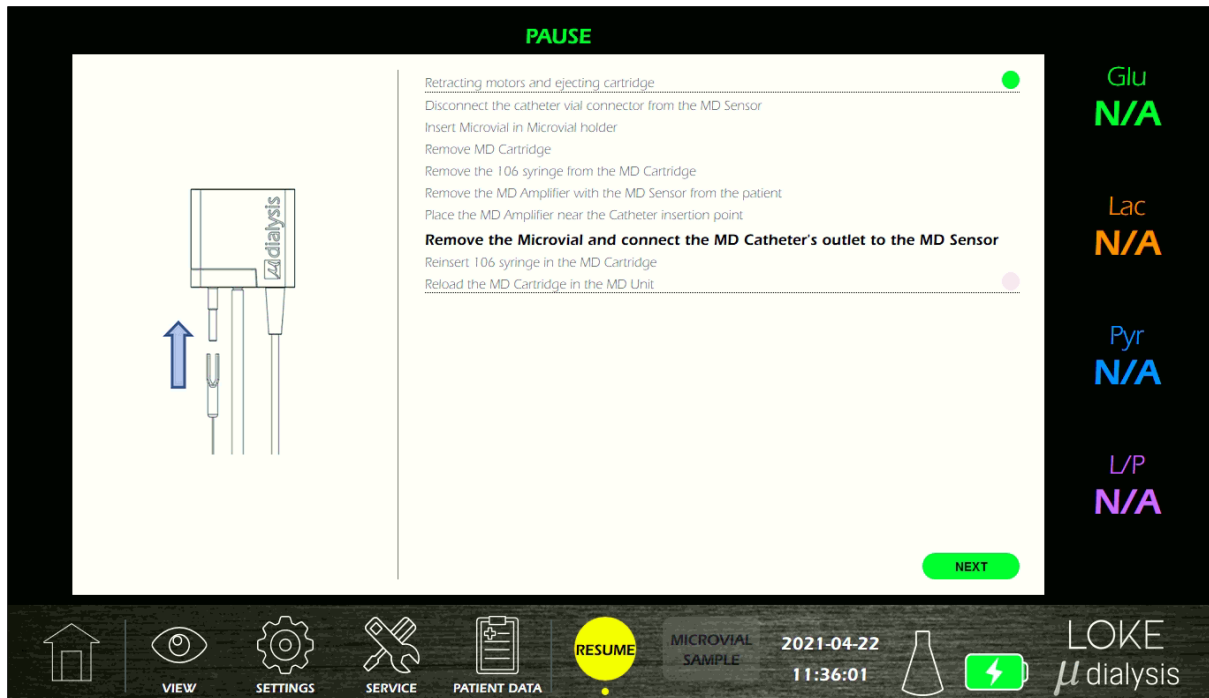 PAUSE
Retracting motors and ejecting cartridge
Disconnect the catheter vial connector from the MD Sensor
Insert Microvial in Microvial holder
Remove MD Cartridge
Remove the 106 syringe from the MD Cartridge
Remove the MD Amplifier with the MD Sensor from the patient
Place the MD Amplifier near the Catheter insertion point
Remove the Microvial and connect the MD Catheter's outlet to the MD Sensor
Reinsert 106 syringe in the MD Cartridge
Reload the MD Cartridge in the MD Unit
μdialysis
NEXT
Glu
N/A
Lac
N/A
Pyr
N/A
L/P
N/A
VIEW
SETTINGS
SERVICE
PATIENT DATA
RESUME
MICROVIAL
SAMPLE
2021-04-22
11:36:01
LOKE
μ dialysis